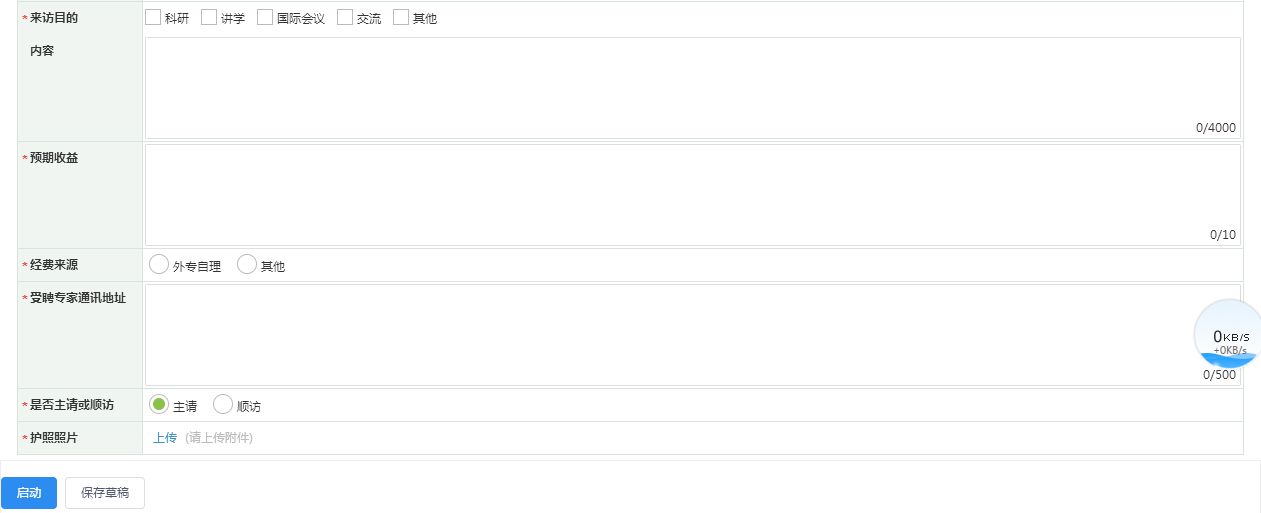 * 来访目的 科研 讲学 国际会议 交流 其他
内容
0/4000
* 预期收益
0/10
* 经费来源 外专自理 其他
* 受聘专家通讯地址
0KB/S
+0KB/s
0/500
* 是否主请或顺访 主请 顺访
* 护照照片 上传 (请上传附件)
启动 保存草稿